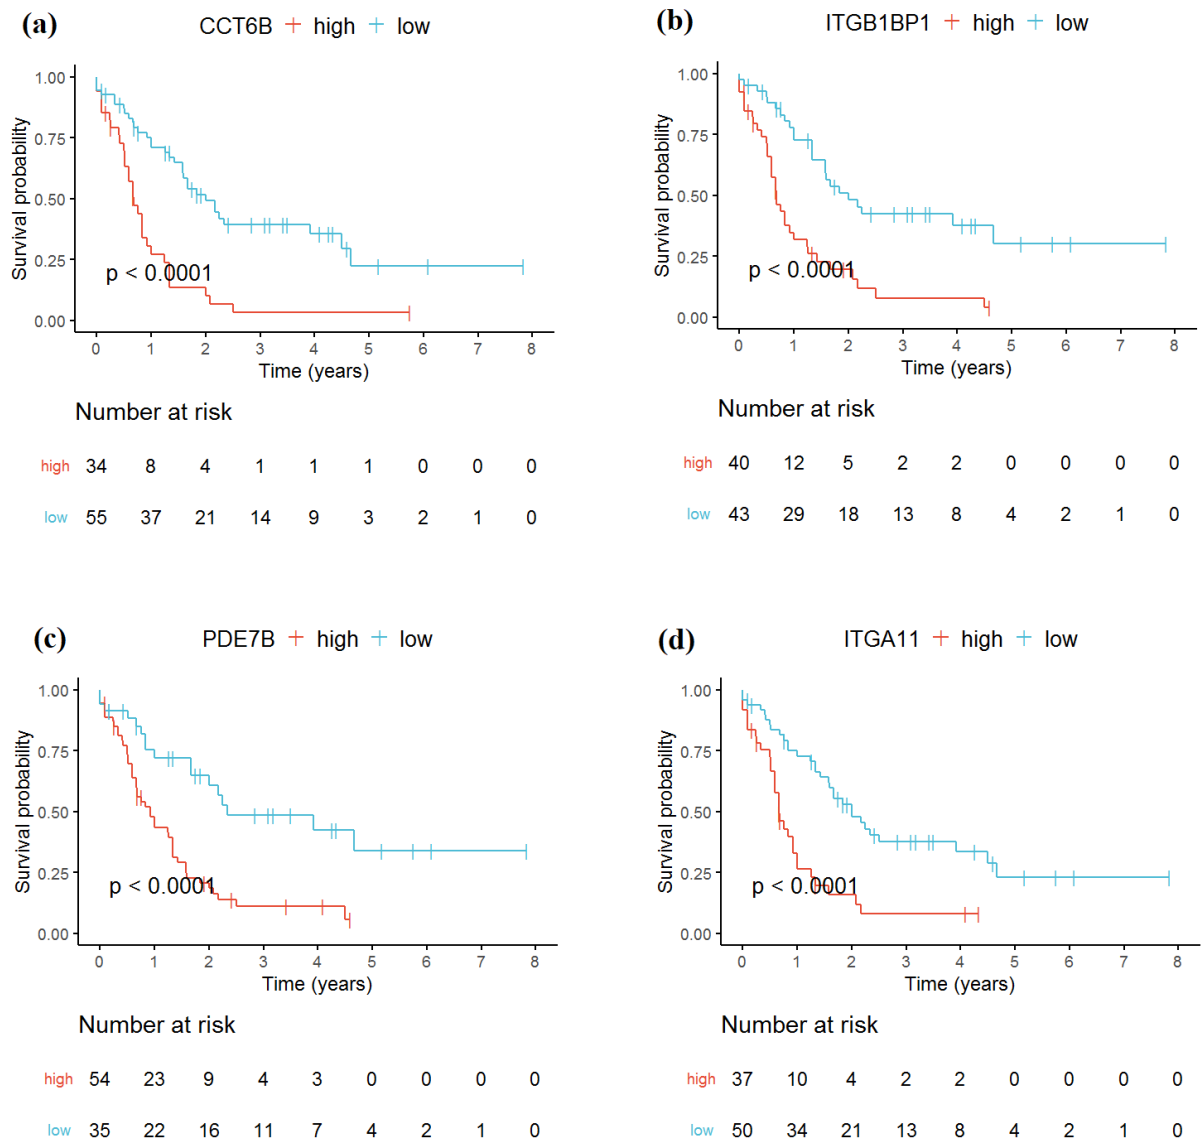 (a)
CCT6B high low
1.00
0.75
0.50
0.25
0.00
Survival probability
p < 0.0001
0 1 2 3 4 5 6 7 8
Time (years)
Number at risk
high 34 8 4 1 1 1 0 0 0
low 55 37 21 14 9 3 2 1 0
(b)
ITGB1BP1 high low
1.00
0.75
0.50
0.25
0.00
Survival probability
p < 0.0001
0 1 2 3 4 5 6 7 8
Time (years)
Number at risk
high 40 12 5 2 2 0 0 0 0
low 43 29 18 13 8 4 2 1 0
(c)
PDE7B high low
1.00
0.75
0.50
0.25
0.00
Survival probability
p < 0.0001
0 1 2 3 4 5 6 7 8
Time (years)
Number at risk
high 54 23 9 4 3 0 0 0 0
low 35 22 16 11 7 4 2 1 0
(d)
ITGA11 high low
1.00
0.75
0.50
0.25
0.00
Survival probability
p < 0.0001
0 1 2 3 4 5 6 7 8
Time (years)
Number at risk
high 37 10 4 2 2 0 0 0 0
low 50 34 21 13 8 4 2 1 0